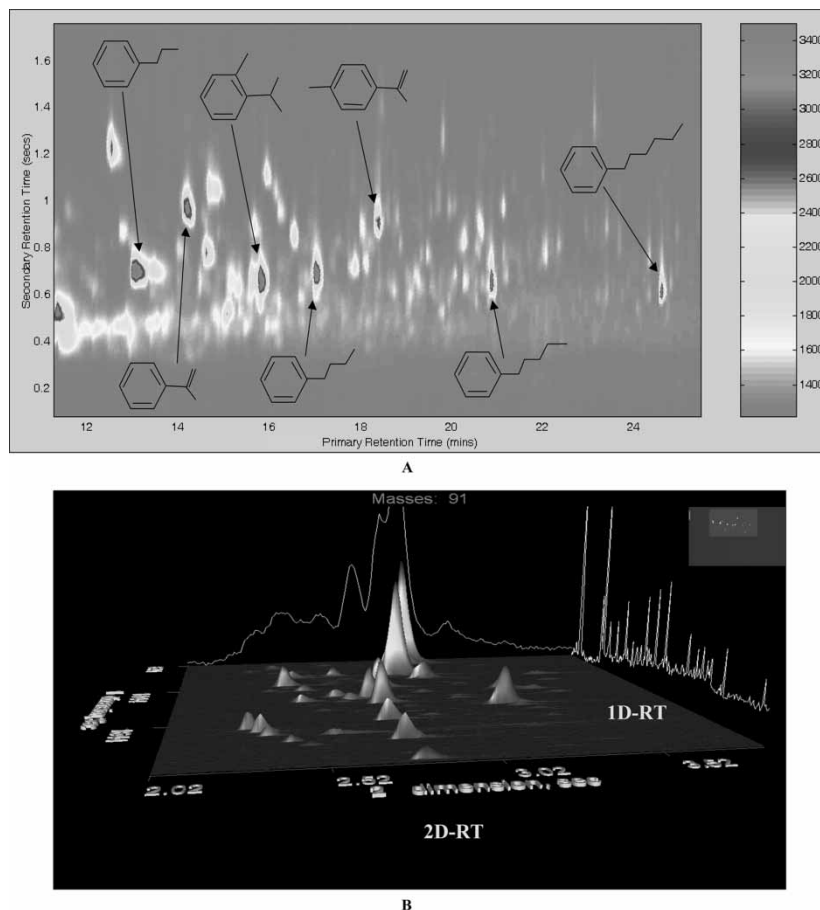 1.6
1.4
1.2
1
0.8
0.6
0.4
0.2
Secondary Retention Time (secs)
12 14 16 18 20 22 24
Primary Retention Time (mins)
3400
3200
3000
2800
2600
2400
2200
2000
1800
1600
1400
A
Masses: 91
1D-RT
2.02 2.52 3.02 3.52
dimension, sec
2D-RT
B